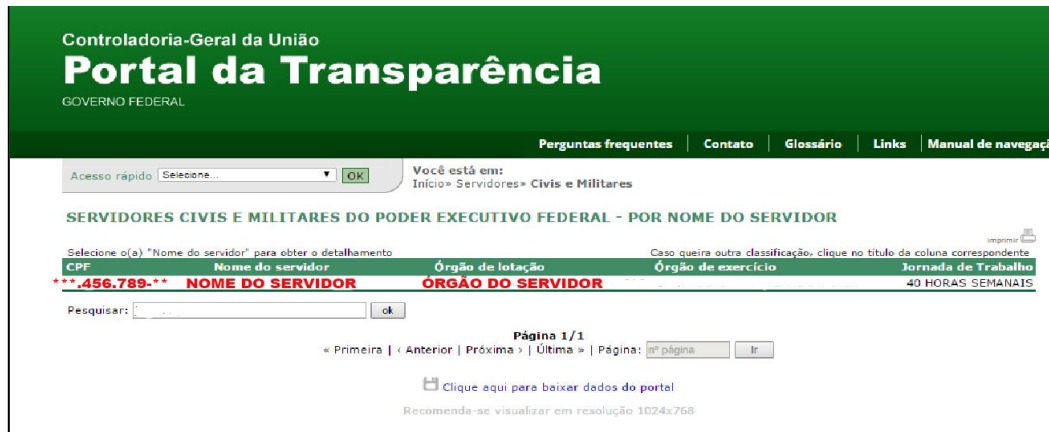 Controladoria-Geral da União
Portal da Transparência
GOVERNO FEDERAL
Perguntas frequentes | Contato | Glossário | Links | Manual de navegaçã
Acesso rápido Selecione... OK
Você está em:
Início» Servidores» Civis e Militares
SERVIDORES CIVIS E MILITARES DO PODER EXECUTIVO FEDERAL - POR NOME DO SERVIDOR
imprimir
Selecione o(a) "Nome do servidor" para obter o detalhamento Caso queira outra classificação, clique no título da coluna correspondente
CPF Nome do servidor Órgão de lotação Órgão de exercício Jornada de Trabalho
***.456.789-** NOME DO SERVIDOR ÓRGÃO DO SERVIDOR 40 HORAS SEMANAIS
Pesquisar: ok
Página 1/1
« Primeira | ‹ Anterior | Próxima › | Última » | Página: nº página Ir
Clique aqui para baixar dados do portal
Recomenda-se visualizar em resolução 1024x768